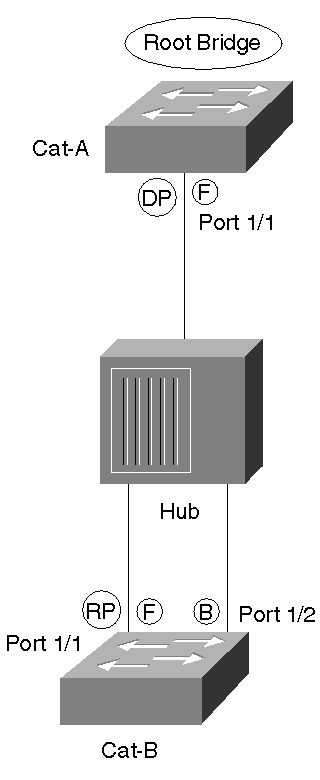 Root Bridge
Cat-A
DP
F
Port 1/1
Hub
RP
F
B
Port 1/2
Port 1/1
Cat-B